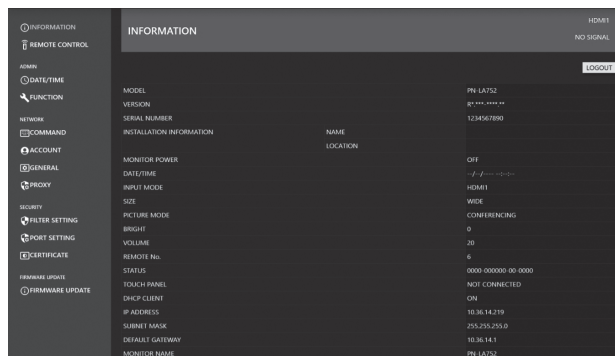 INFORMATION
REMOTE CONTROL
ADMIN
DATE/TIME
FUNCTION
NETWORK
COMMAND
ACCOUNT
GENERAL
PROXY
SECURITY
FILTER SETTING
PORT SETTING
CERTIFICATE
FIRMWARE UPDATE
FIRMWARE UPDATE
INFORMATION
HDMI1
NO SIGNAL
LOGOUT
MODEL PN-LA752
VERSION R*.***-****.**
SERIAL NUMBER 1234567890
INSTALLATION INFORMATION NAME
LOCATION
MONITOR POWER OFF
DATE/TIME --/--/---- --:--:--
INPUT MODE HDMI1
SIZE WIDE
PICTURE MODE CONFERENCING
BRIGHT 0
VOLUME 20
REMOTE No. 6
STATUS 0000-000000-00-0000
TOUCH PANEL NOT CONNECTED
DHCP CLIENT ON
IP ADDRESS 10.36.14.219
SUBNET MASK 255.255.255.0
DEFAULT GATEWAY 10.36.14.1
MONITOR NAME PN-LA752